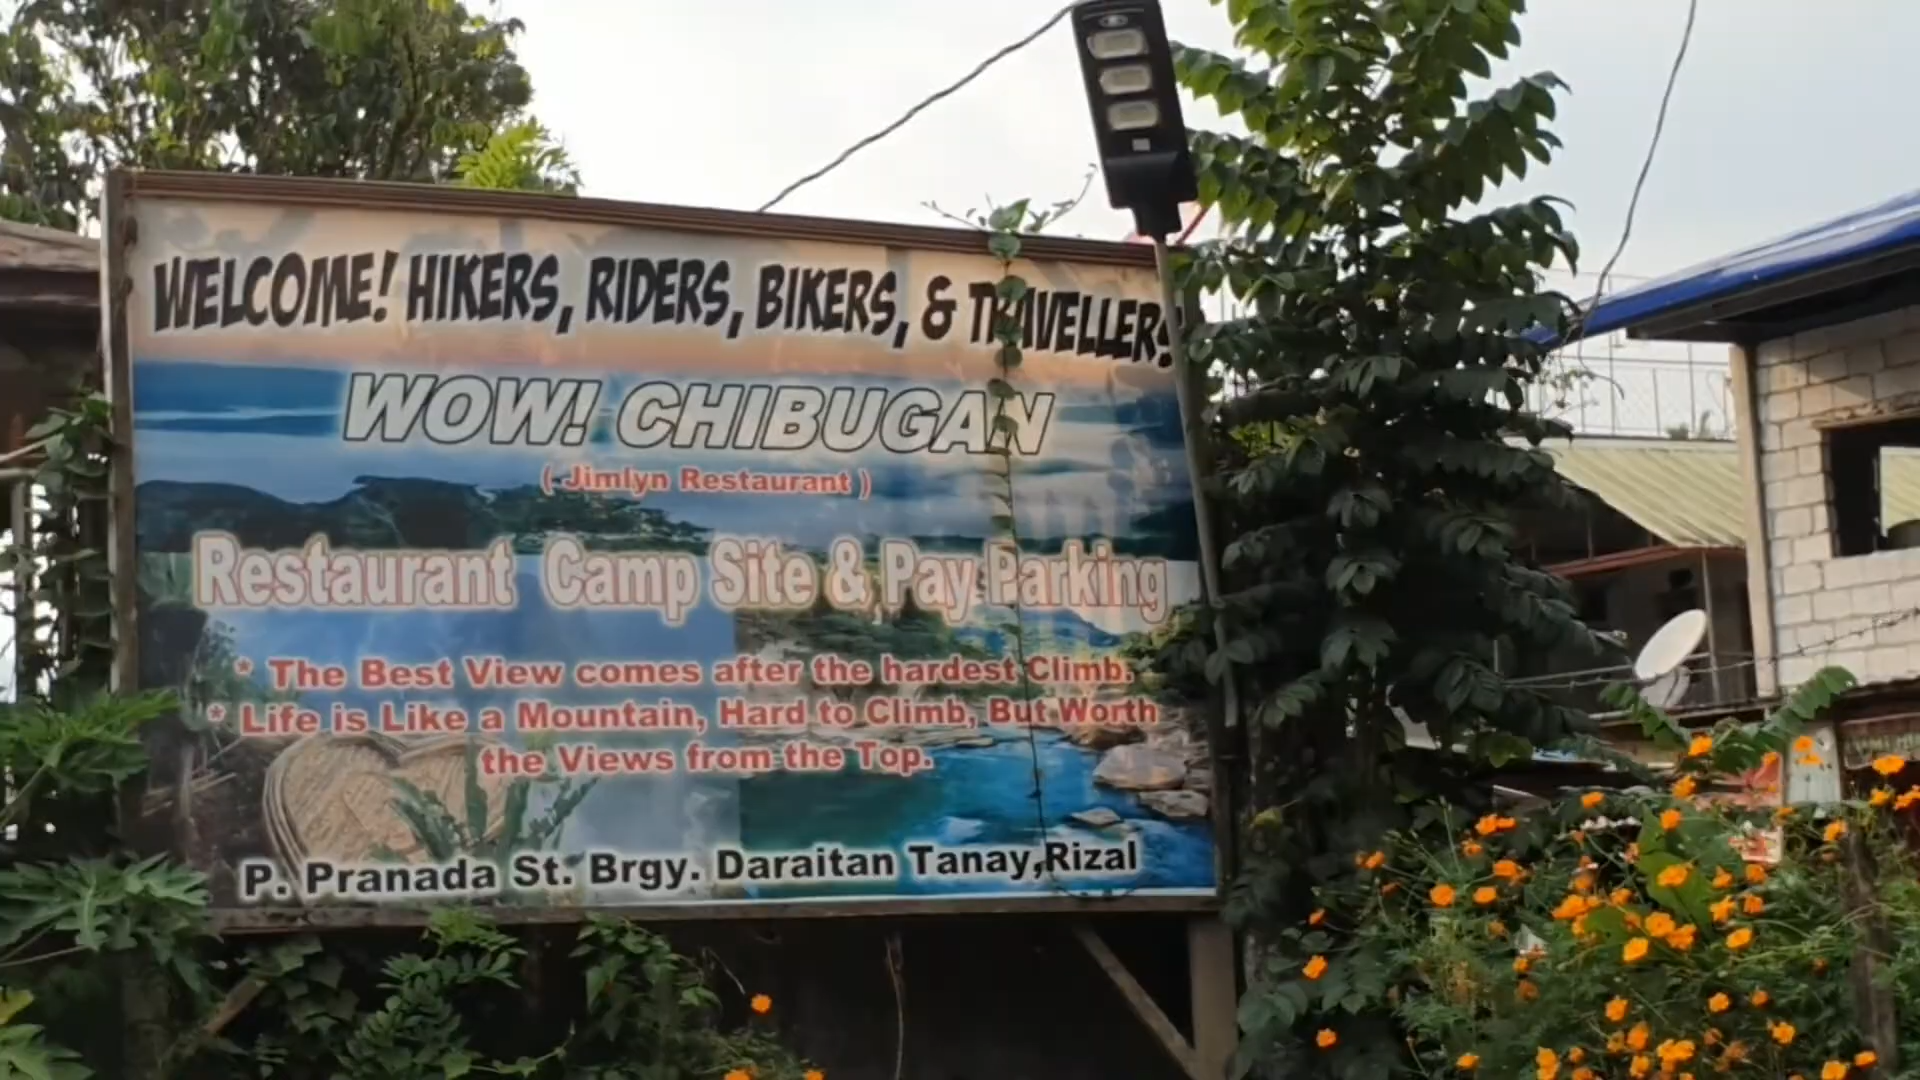 WELCOME! HIKERS, RIDERS, BIKERS, & TRAVELLERS
WOW! CHIBUGAN
( Jimlyn Restaurant )
Restaurant Camp Site & Pay Parking
* The Best View comes after the hardest Climb.
* Life is Like a Mountain, Hard to Climb, But Worth
the Views from the Top.
P. Pranada St. Brgy. Daraitan Tanay,Rizal